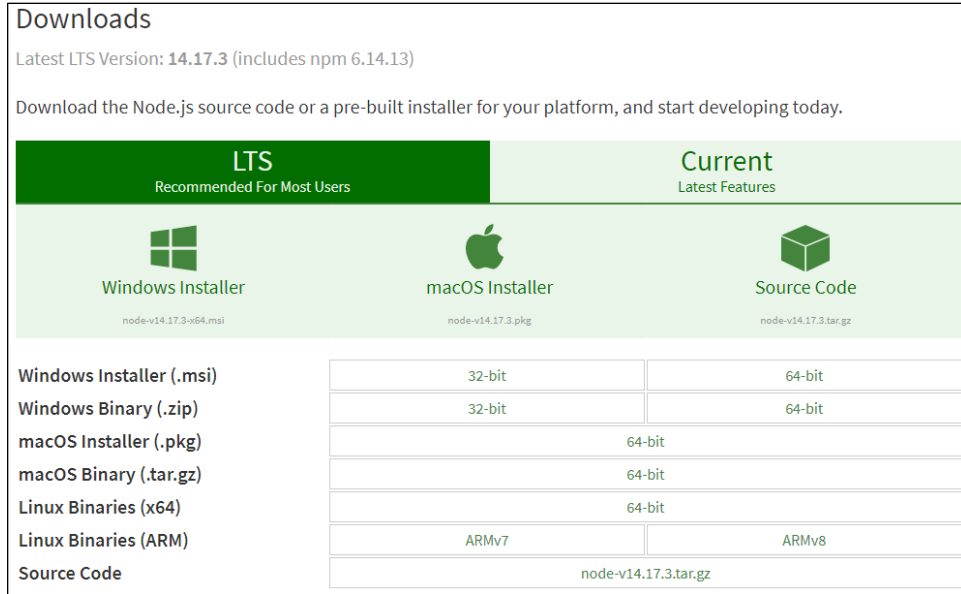 Downloads
Latest LTS Version: 14.17.3 (includes npm 6.14.13)
Download the Node.js source code or a pre-built installer for your platform, and start developing today.
LTS
Recommended For Most Users
Current
Latest Features
Windows Installer
macOS Installer
Source Code
node-v14.17.3-x64.msi
node-v14.17.3.pkg
node-v14.17.3.tar.gz
Windows Installer (.msi) 32-bit 64-bit
Windows Binary (.zip) 32-bit 64-bit
macOS Installer (.pkg) 64-bit
macOS Binary (.tar.gz) 64-bit
Linux Binaries (x64) 64-bit
Linux Binaries (ARM) ARMv7 ARMv8
Source Code node-v14.17.3.tar.gz